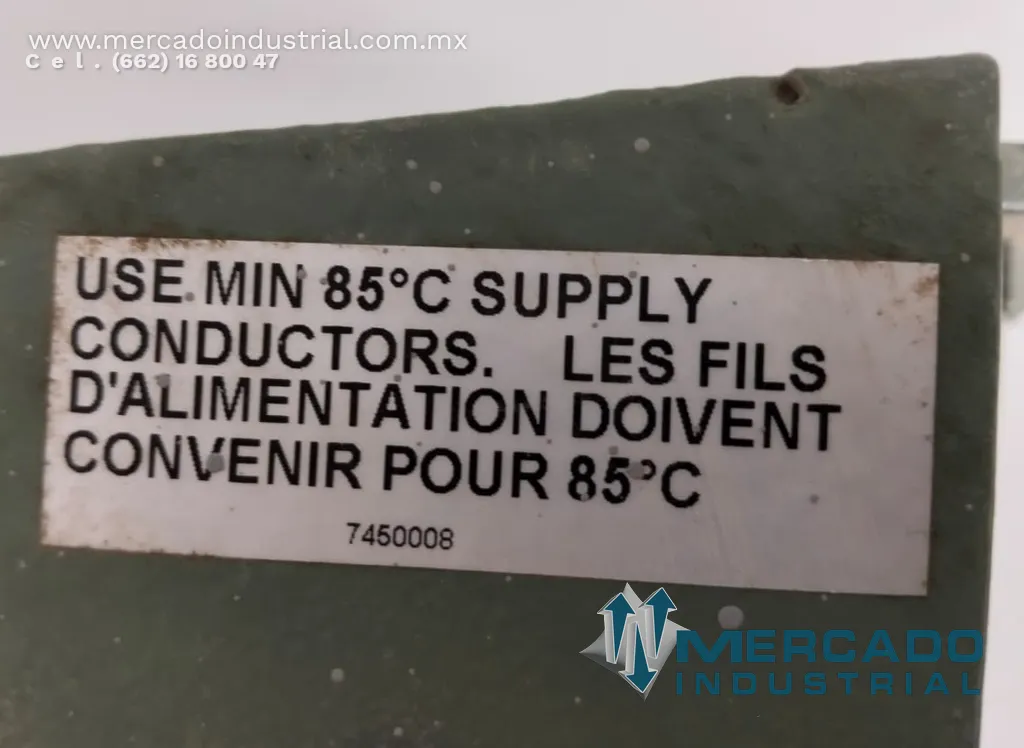 www.mercadoindustrial.com.mx
Cel. (662) 16 800 47
USE MIN 85°C SUPPLY
CONDUCTORS. LES FILS
D'ALIMENTATION DOIVENT
CONVENIR POUR 85°C
7450008
MERCADO
INDUSTRIAL